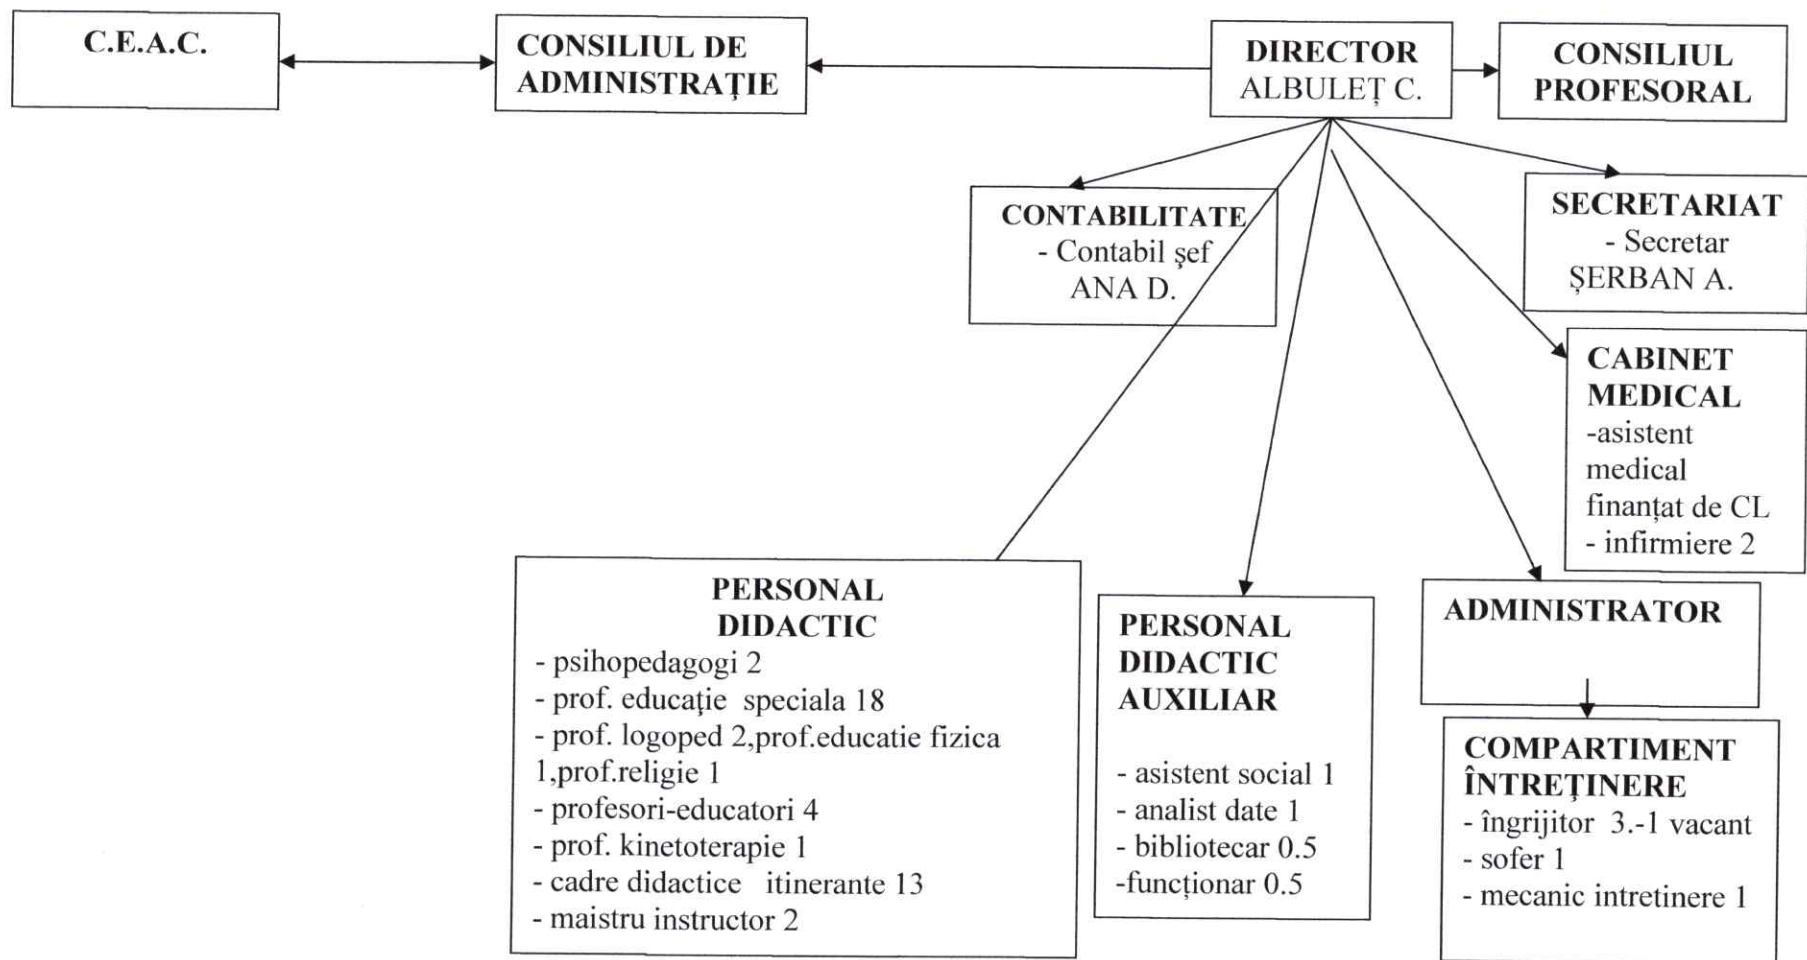 C.E.A.C.
CONSILIUL DE
ADMINISTRAŢIE
DIRECTOR
ALBULEȚ C.
CONSILIUL
PROFESORAL
CONTABILITATE
- Contabil şef
ANA D.
SECRETARIAT
- Secretar
ȘERBAN A.
CABINET
MEDICAL
-asistent
medical
finanțat de CL
- infirmiere 2
PERSONAL
DIDACTIC
- psihopedagogi 2
- prof. educaţie speciala 18
- prof. logoped 2,prof.educatie fizica
1,prof.religie 1
- profesori-educatori 4
- prof. kinetoterapie 1
- cadre didactice itinerante 13
- maistru instructor 2
PERSONAL
DIDACTIC
AUXILIAR
- asistent social 1
- analist date 1
- bibliotecar 0.5
-funcționar 0.5
ADMINISTRATOR
COMPARTIMENT
ÎNTREŢINERE
- îngrijitor 3.-1 vacant
- sofer 1
- mecanic intretinere 1